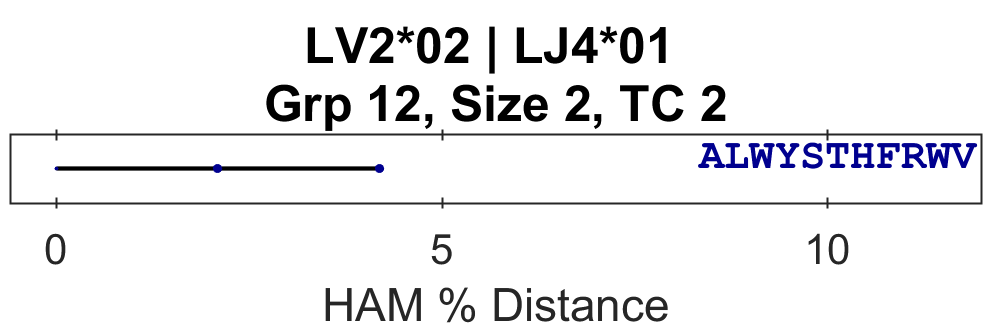 LV2*02 | LJ4*01
Grp 12, Size 2, TC 2
ALWYSTHFRWV
0 5 10
HAM % Distance